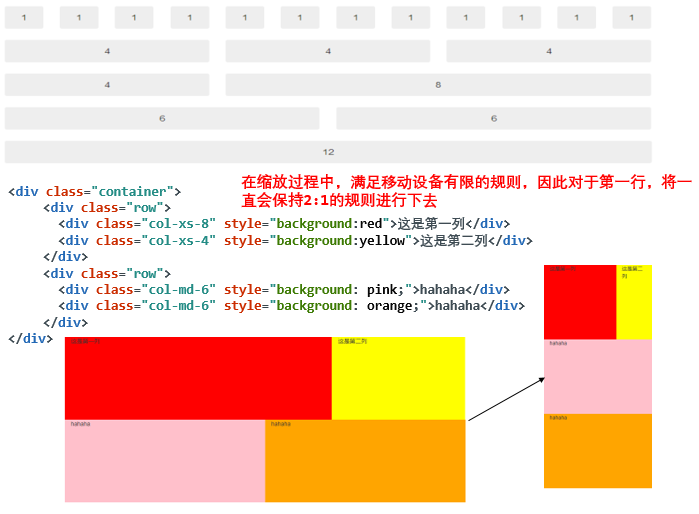 1 1 1 1 1 1 1 1 1 1 1 1
4 4 4
4 8
6 6
12
在缩放过程中，满足移动设备有限的规则，因此对于第一行，将一
直会保持2:1的规则进行下去
<div class="container">
<div class="row">
<div class="col-xs-8" style="background:red">这是第一列</div>
<div class="col-xs-4" style="background:yellow">这是第二列</div>
</div>
<div class="row">
<div class="col-md-6" style="background: pink;">hahaha</div>
<div class="col-md-6" style="background: orange;">hahaha</div>
</div>
</div>
这是第一列 这是第二列
hahaha hahaha
这是第一列 这是第二
列
hahaha
hahaha